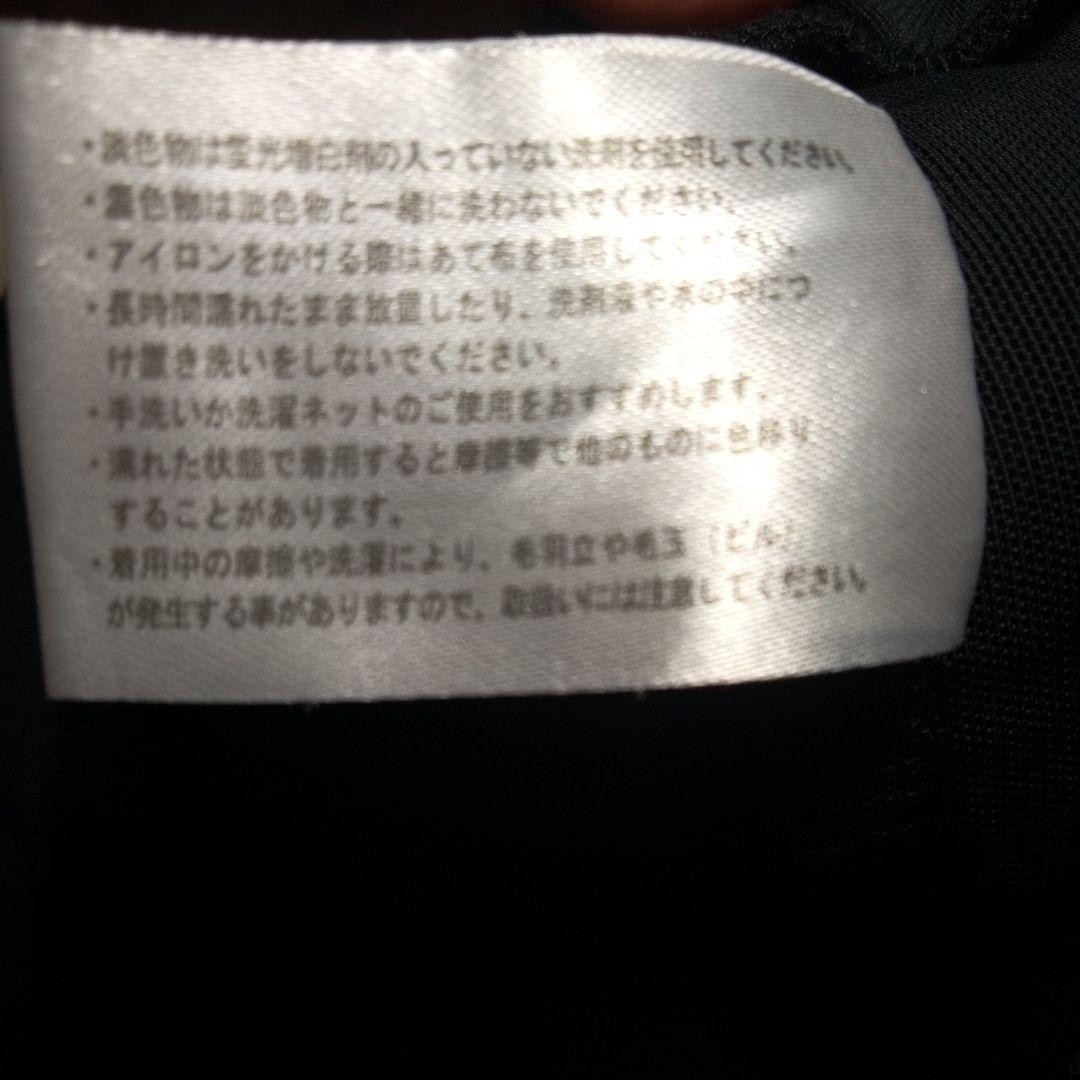 ・淡色物は蛍光増白剤の入っていない洗剤を使用してください。
・濃色物は淡色物と一緒に洗わないでください。
・アイロンをかける際はあて布を使用してください。
・長時間濡れたまま放置したり、洗剤液や水の中につ
け置き洗いをしないでください。
・手洗いか洗濯ネットのご使用をおすすめします。
・濡れた状態で着用すると摩擦等で他のものに色移り
することがあります。
・着用中の摩擦や洗濯により、毛羽立や毛玉（ピル）
が発生する事がありますので、取扱いには注意してください。